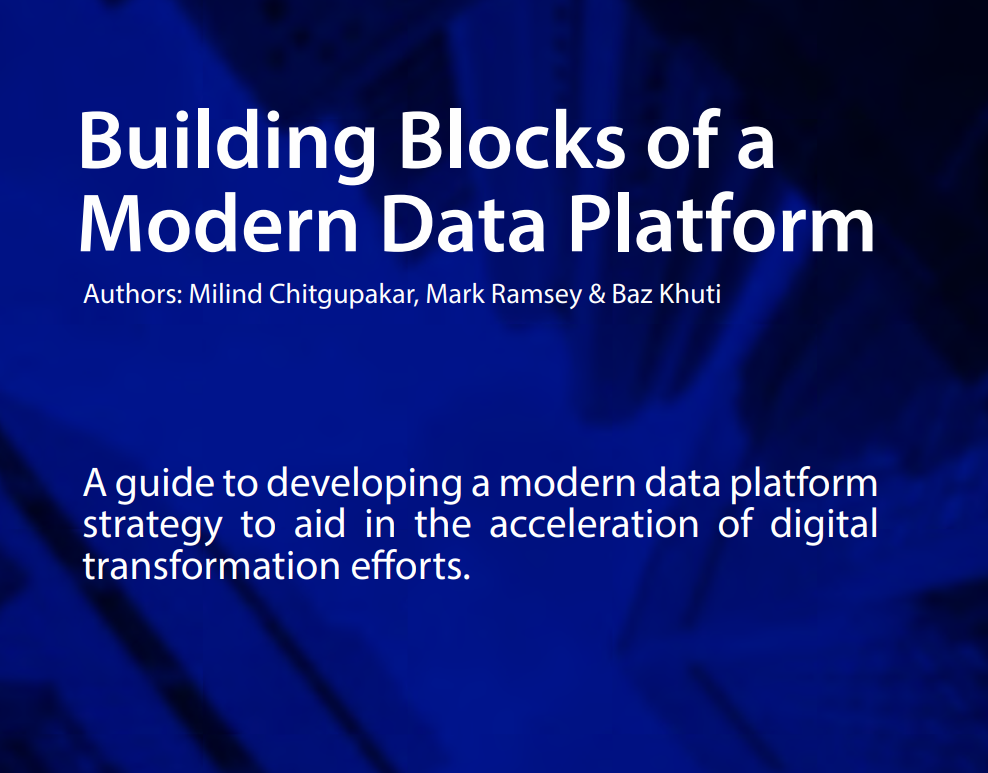 Building Blocks of a
Modern Data Platform
Authors: Milind Chitgupakar, Mark Ramsey & Baz Khuti
A guide to developing a modern data platform
strategy to aid in the acceleration of digital
transformation efforts.